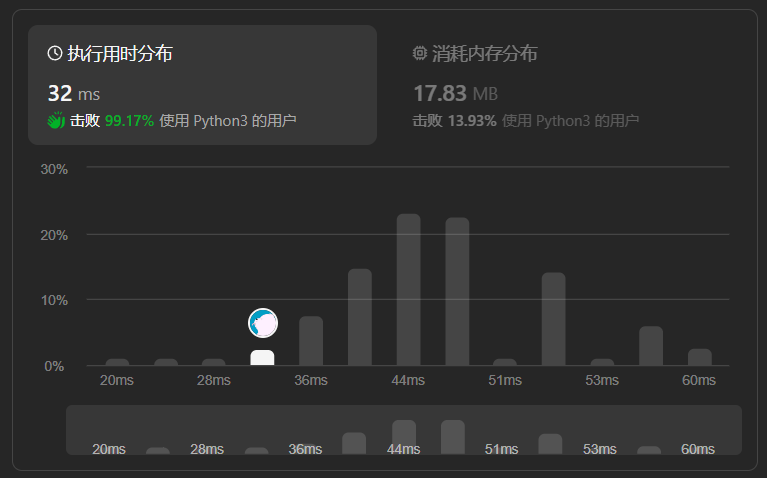 执行用时分布
32 ms
击败 99.17% 使用 Python3 的用户
消耗内存分布
17.83 MB
击败 13.93% 使用 Python3 的用户
30%
20%
10%
0%
20ms 28ms 36ms 44ms 51ms 53ms 60ms
20ms 28ms 36ms 44ms 51ms 53ms 60ms